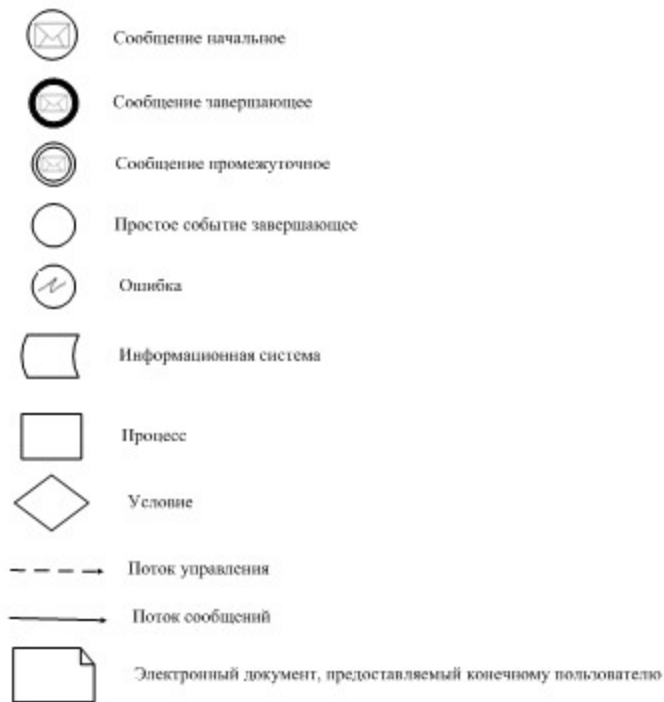 Сообщение начальное
Сообщение завершающее
Сообщение промежуточное
Простое событие завершающее
Ошибка
Информационная система
Процесс
Условие
Поток управления
Поток сообщений
Электронный документ, предоставляемый конечному пользователю